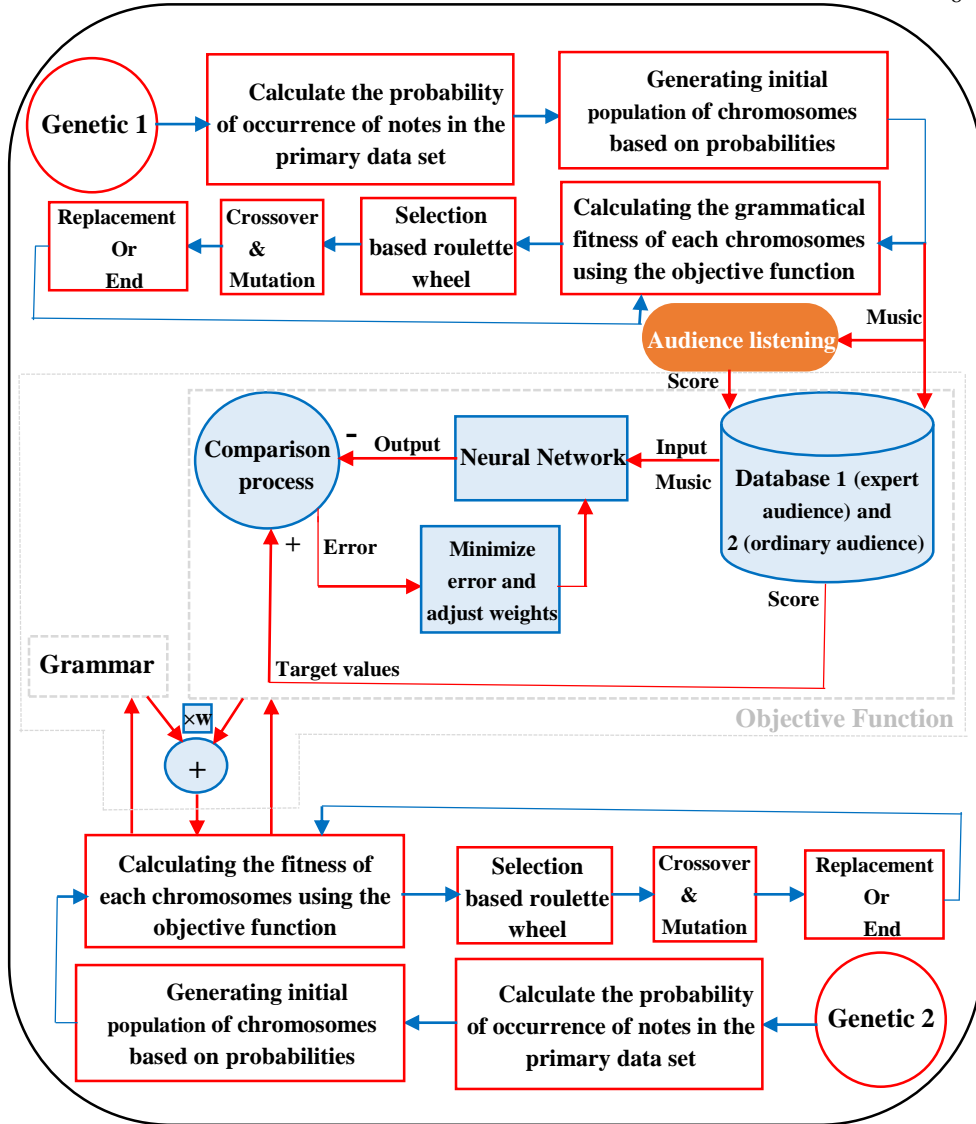 Genetic 1
Calculate the probability
of occurrence of notes in the
primary data set
Generating initial
population of chromosomes
based on probabilities
Replacement
Or
End
Crossover
&
Mutation
Selection
based roulette
wheel
Calculating the grammatical
fitness of each chromosomes
using the objective function
Music
Audience listening
Score
Comparison
process
-
Output
Neural Network
Input
Music
Database 1 (expert
audience) and
2 (ordinary audience)
+
Error
Minimize
error and
adjust weights
Score
Target values
Grammar
×w
+
Objective Function
Calculating the fitness of
each chromosomes using the
objective function
Selection
based roulette
wheel
Crossover
&
Mutation
Replacement
Or
End
Generating initial
population of chromosomes
based on probabilities
Calculate the probability
of occurrence of notes in the
primary data set
Genetic 2